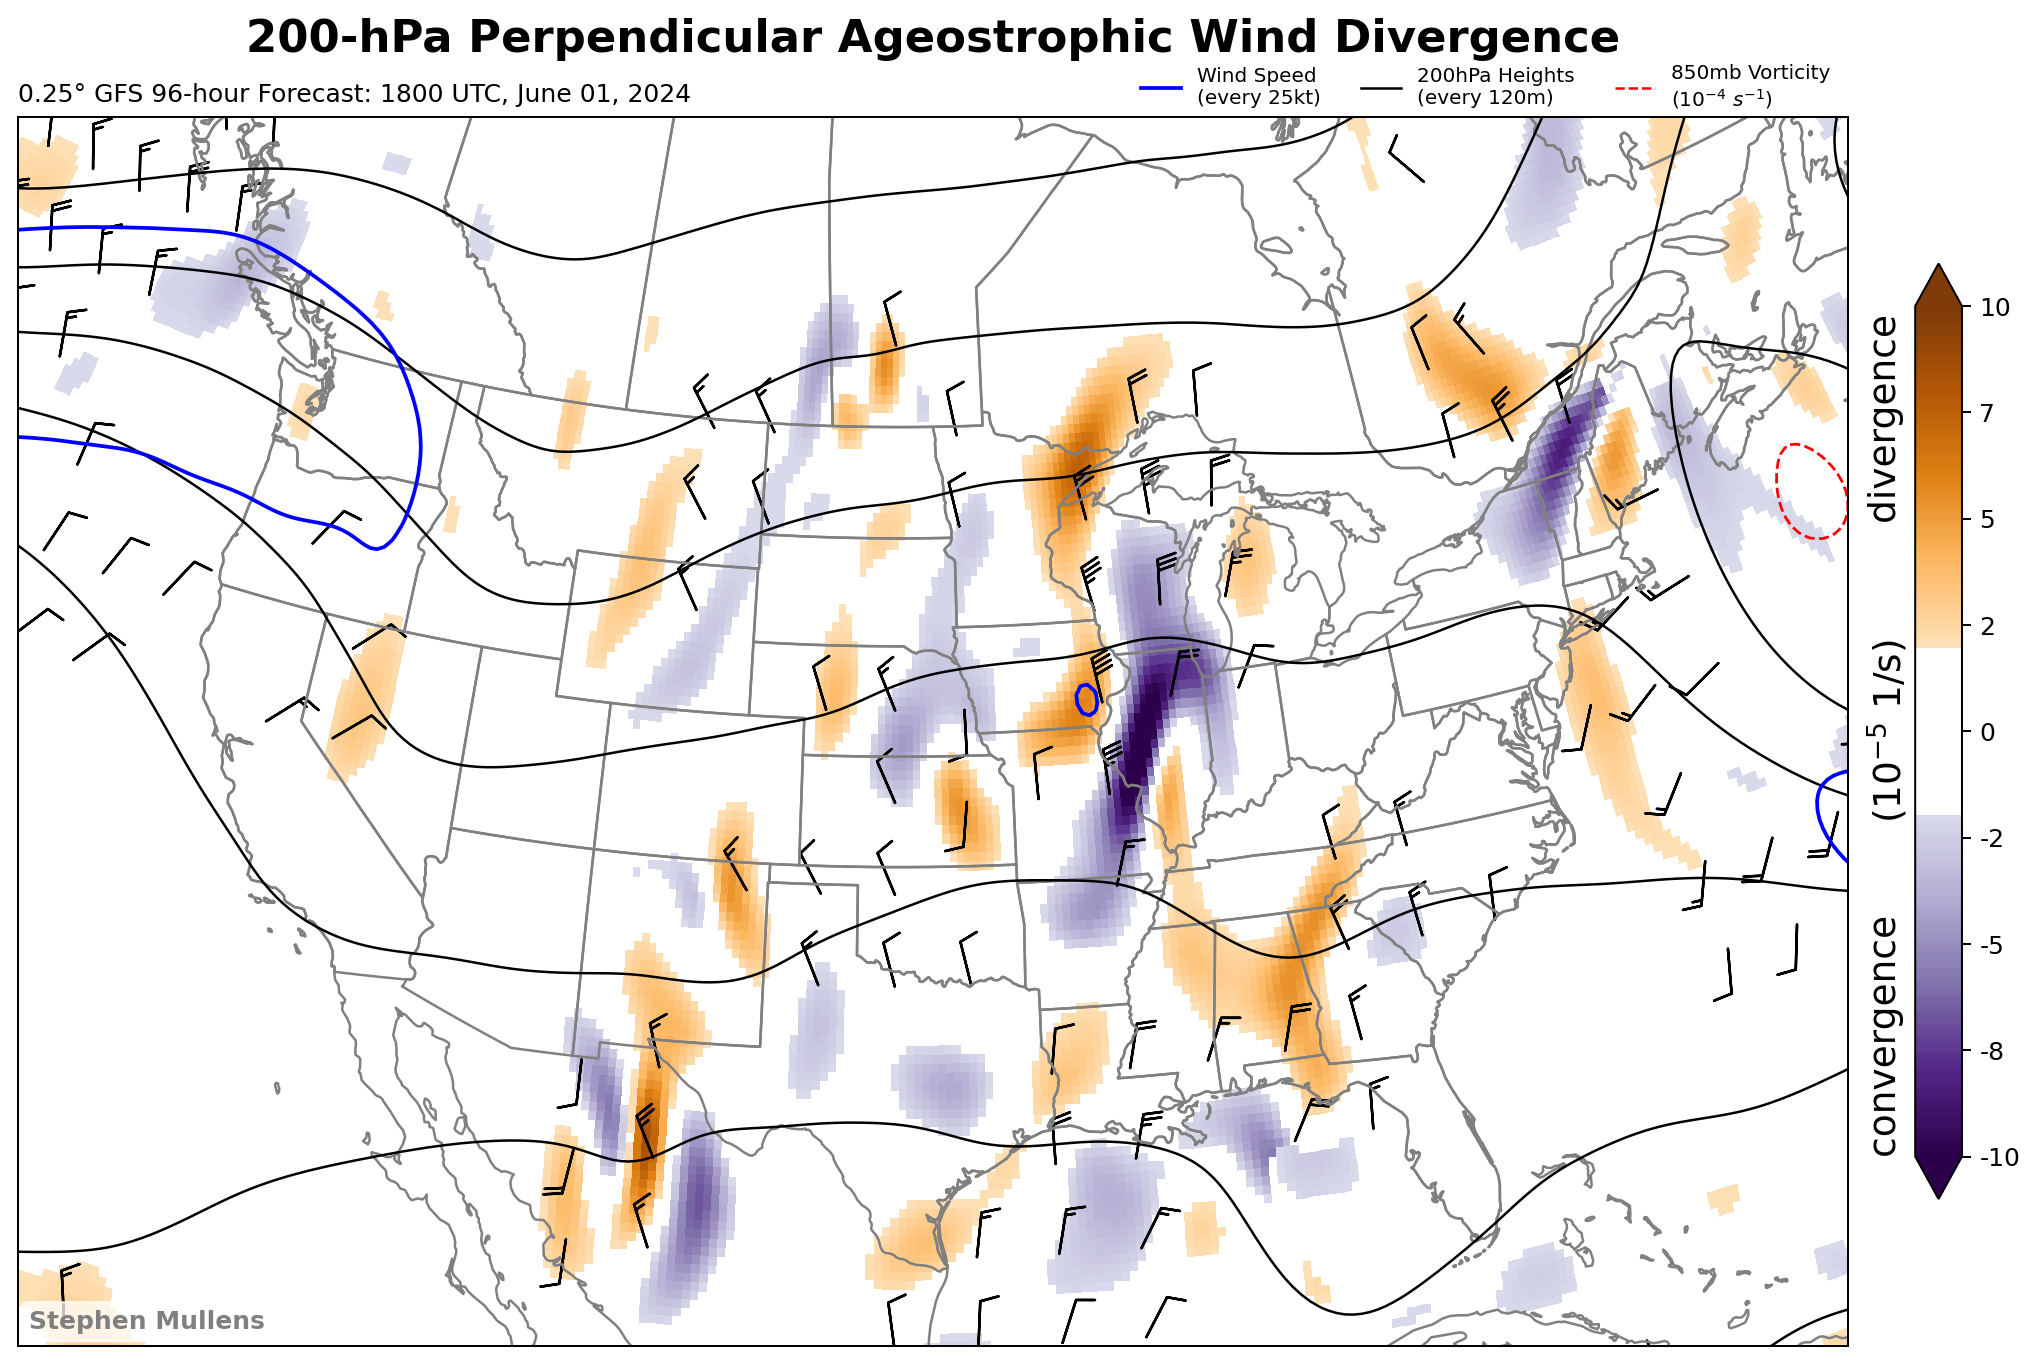 200-hPa Perpendicular Ageostrophic Wind Divergence
0.25° GFS 96-hour Forecast: 1800 UTC, June 01, 2024
Wind Speed
(every 25kt)
200hPa Heights
(every 120m)
850mb Vorticity
(10⁻⁴ s⁻¹)
10
7
5
2
0
-2
-5
-8
-10
convergence (10⁻⁵ 1/s) divergence
Stephen Mullens